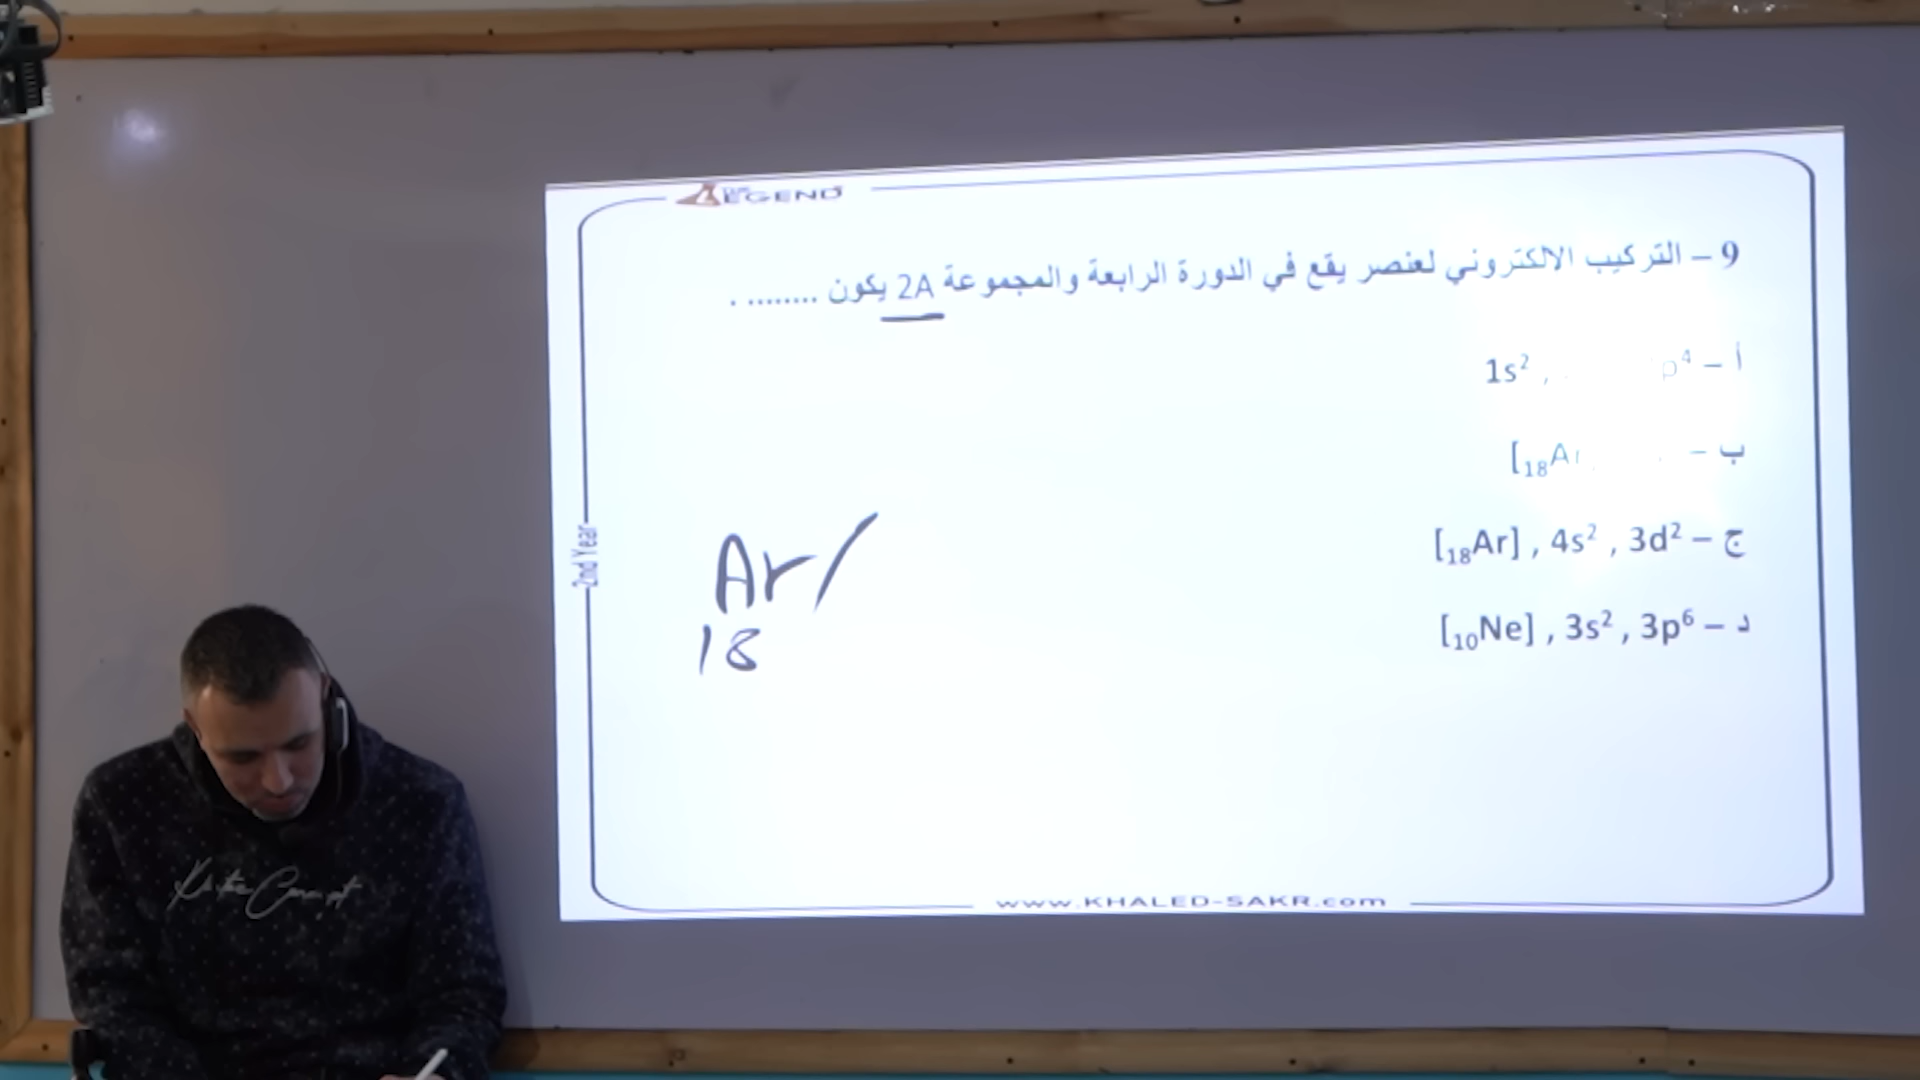 LEGEND
9 – التركيب الالكتروني لعنصر يقع في الدورة الرابعة والمجموعة 2A يكون ........ .
أ – 1s² , p⁴
ب – [₁₈Ar
ج – [₁₈Ar] , 4s² , 3d²
د – [₁₀Ne] , 3s² , 3p⁶
Ar/
18
2nd Year
www.KHALED-SAKR.com